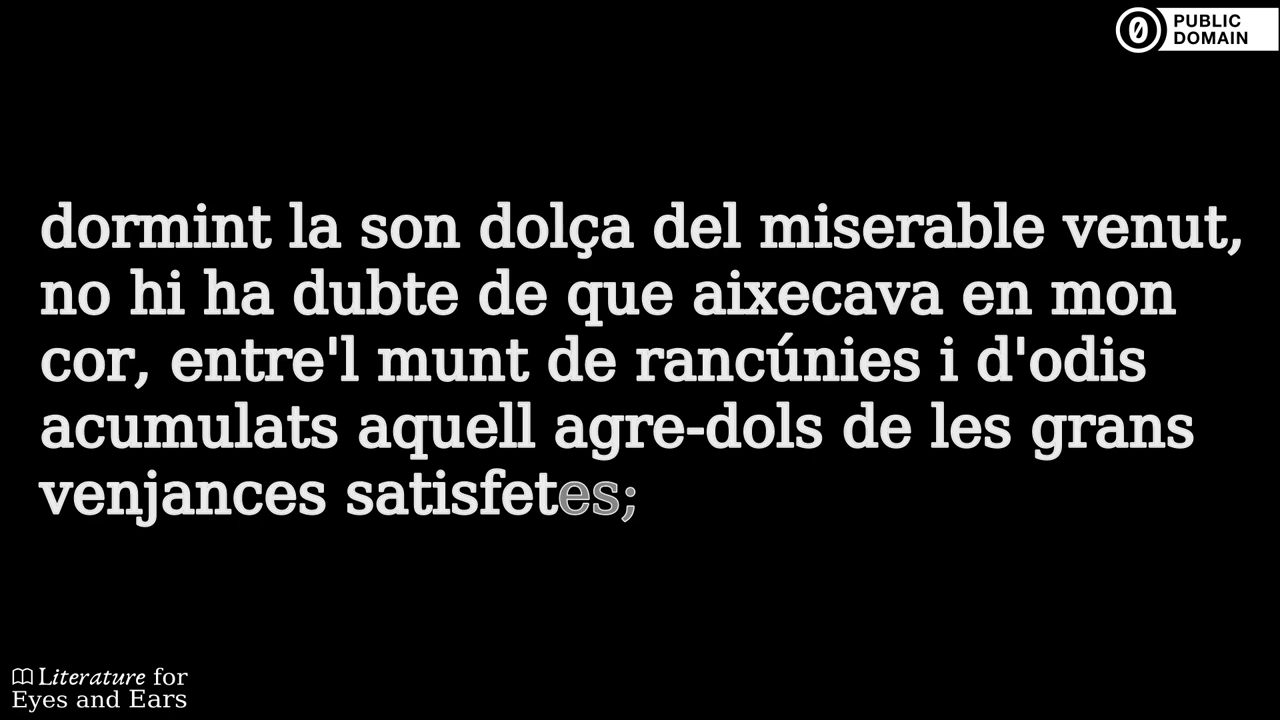 PUBLIC
DOMAIN
dormint la son dolça del miserable venut,
no hi ha dubte de que aixecava en mon
cor, entre'l munt de rancúnies i d'odis
acumulats aquell agre-dols de les grans
venjances satisfetes;
Literature for
Eyes and Ears